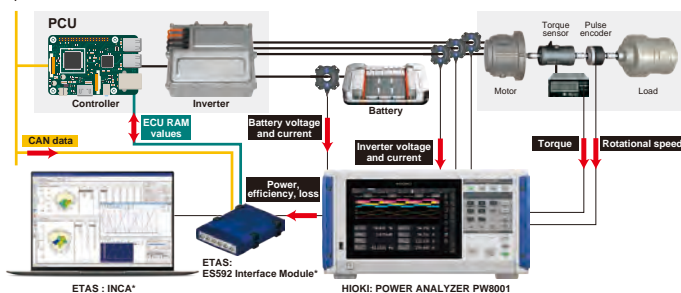 PCU
Torque
sensor
Pulse
encoder
Controller
Inverter
Battery
Motor
Load
ECU RAM
values
Battery voltage
and current
CAN data
Inverter voltage
and current
Torque
Rotational speed
Power,
efficiency, loss
ETAS:
ES592 Interface Module*
ETAS : INCA*
HIOKI: POWER ANALYZER PW8001